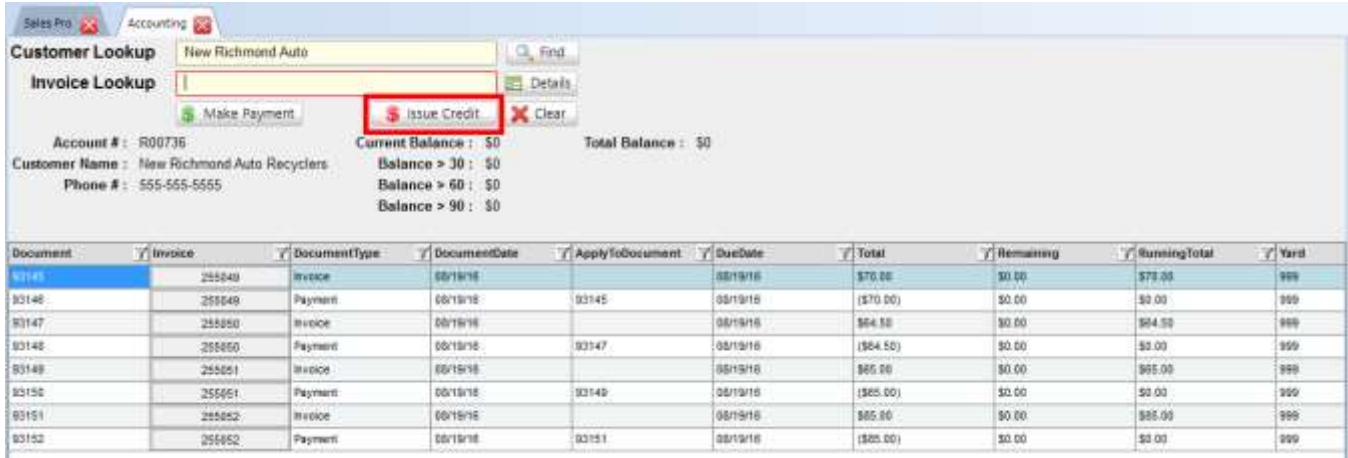 Sales Pro Accounting
Customer Lookup New Richmond Auto Find
Invoice Lookup Details
Make Payment Issue Credit Clear
Account # : R00736 Current Balance : $0 Total Balance : $0
Customer Name : New Richmond Auto Recyclers Balance > 30 : $0
Phone # : 555-555-5555 Balance > 60 : $0
Balance > 90 : $0
Document Invoice DocumentType DocumentDate ApplyToDocument DueDate Total Remaining RunningTotal Yard
93145 255049 Invoice 08/19/16 08/19/16 $70.00 $0.00 $70.00 999
93146 255049 Payment 08/19/16 93145 08/19/16 ($70.00) $0.00 $0.00 999
93147 255050 Invoice 08/19/16 08/19/16 $64.50 $0.00 $64.50 999
93148 255050 Payment 08/19/16 93147 08/19/16 ($64.50) $0.00 $0.00 999
93149 255051 Invoice 08/19/16 08/19/16 $65.00 $0.00 $65.00 999
93150 255051 Payment 08/19/16 93149 08/19/16 ($65.00) $0.00 $0.00 999
93151 255052 Invoice 08/19/16 08/19/16 $85.00 $0.00 $85.00 999
93152 255052 Payment 08/19/16 93151 08/19/16 ($85.00) $0.00 $0.00 999